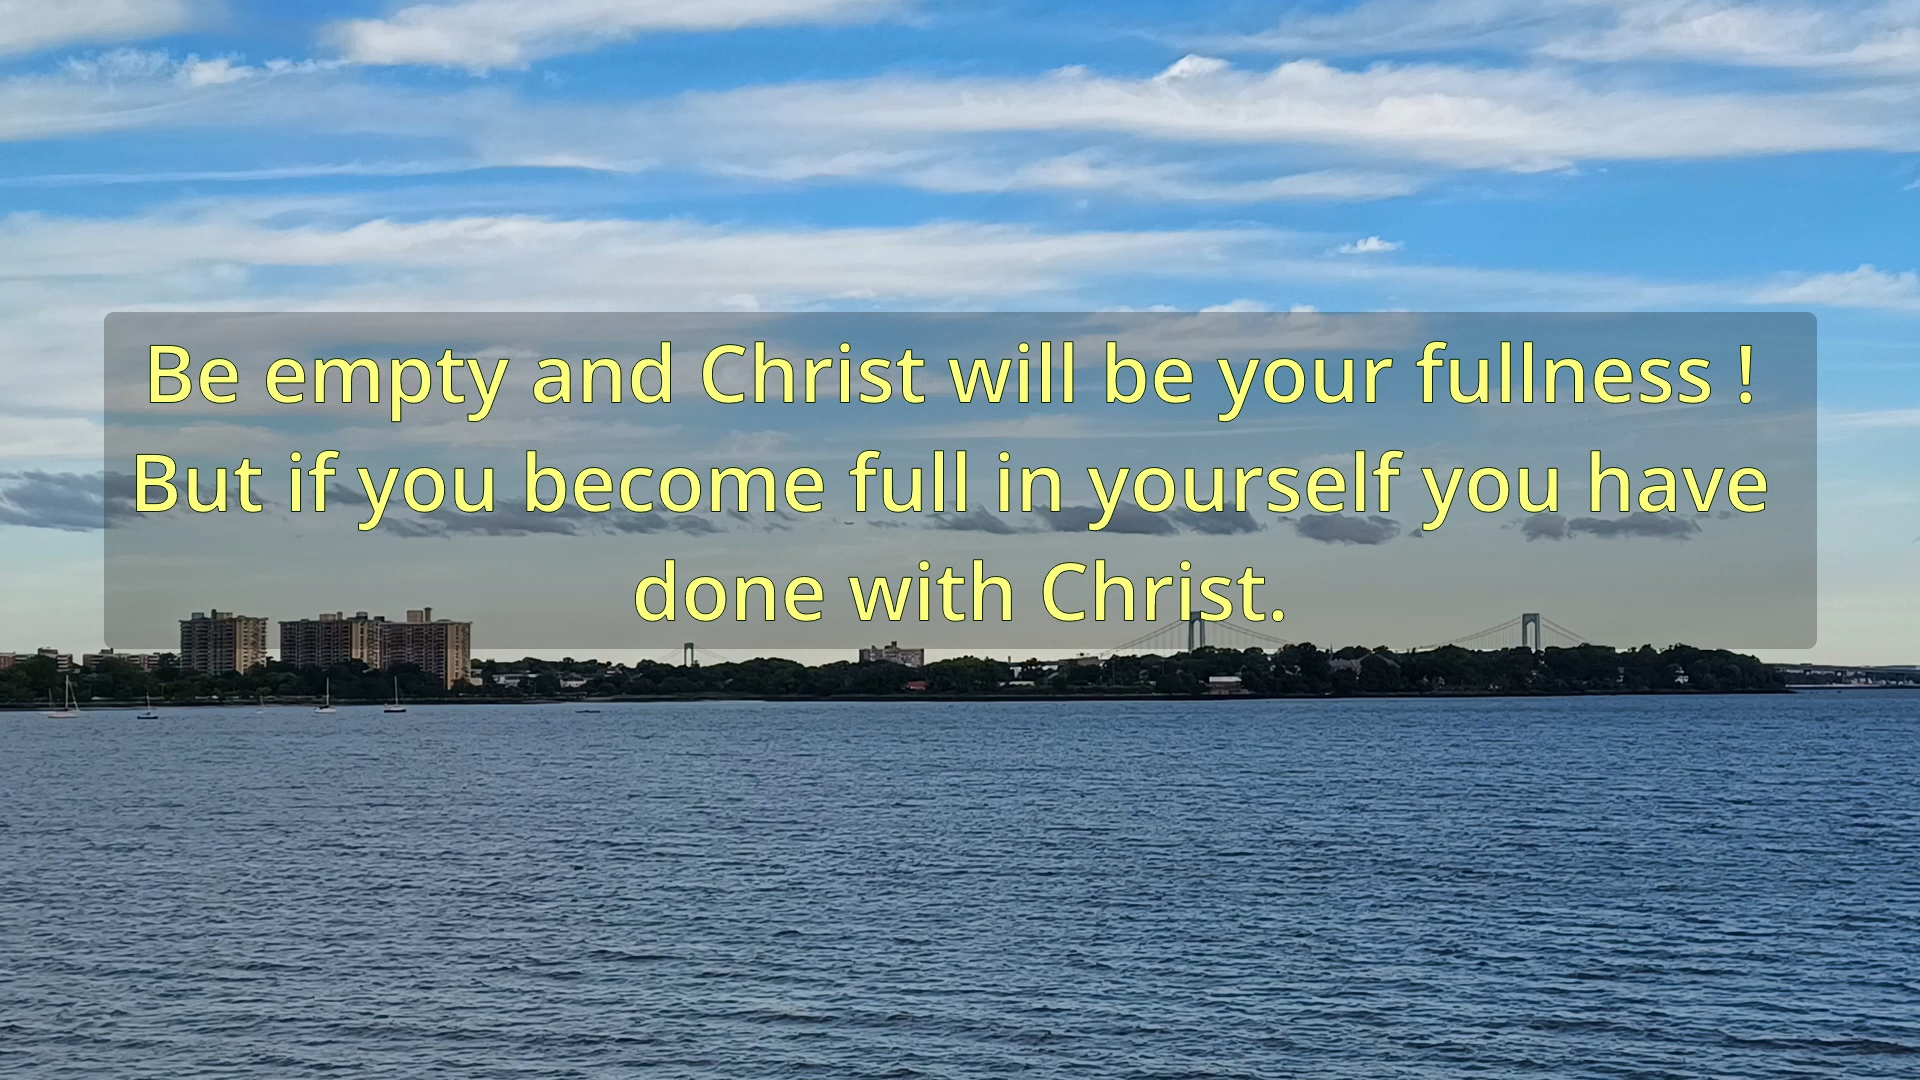 Be empty and Christ will be your fullness !
But if you become full in yourself you have
done with Christ.